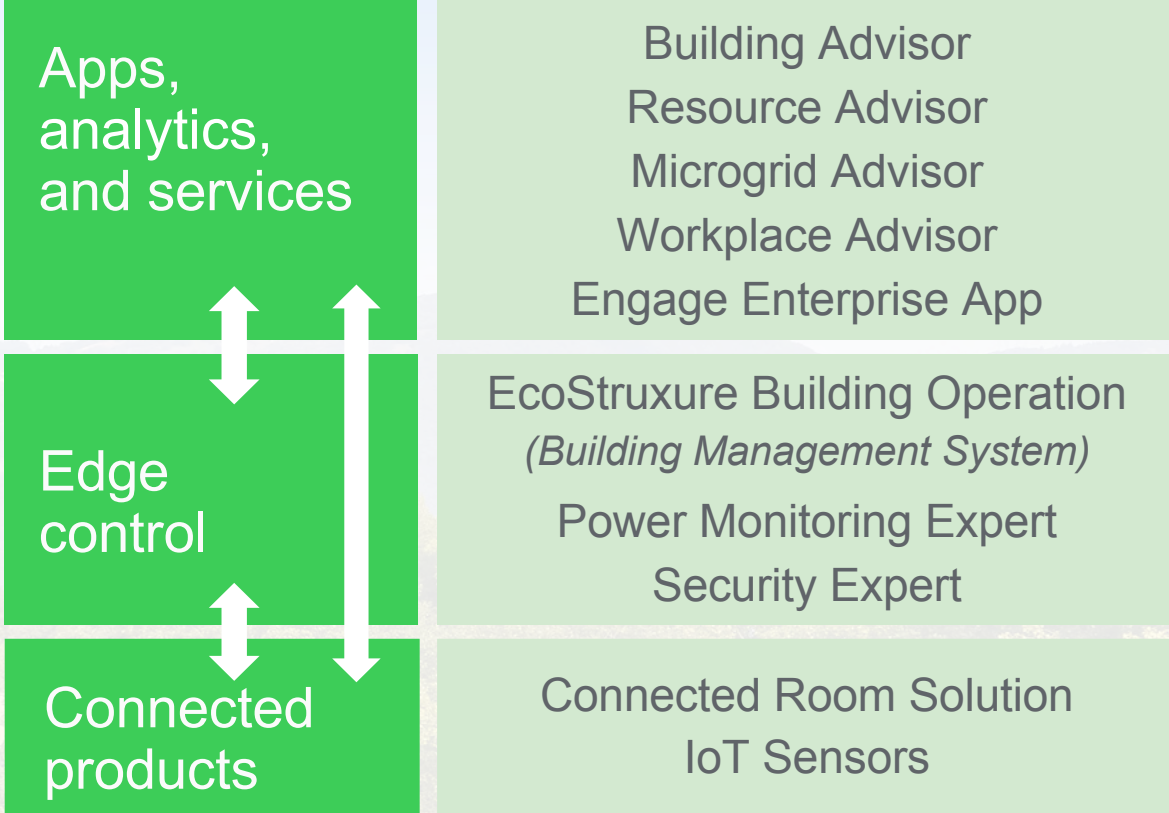 Apps,
analytics,
and services
Building Advisor
Resource Advisor
Microgrid Advisor
Workplace Advisor
Engage Enterprise App
Edge
control
EcoStruxure Building Operation
(Building Management System)
Power Monitoring Expert
Security Expert
Connected
products
Connected Room Solution
IoT Sensors